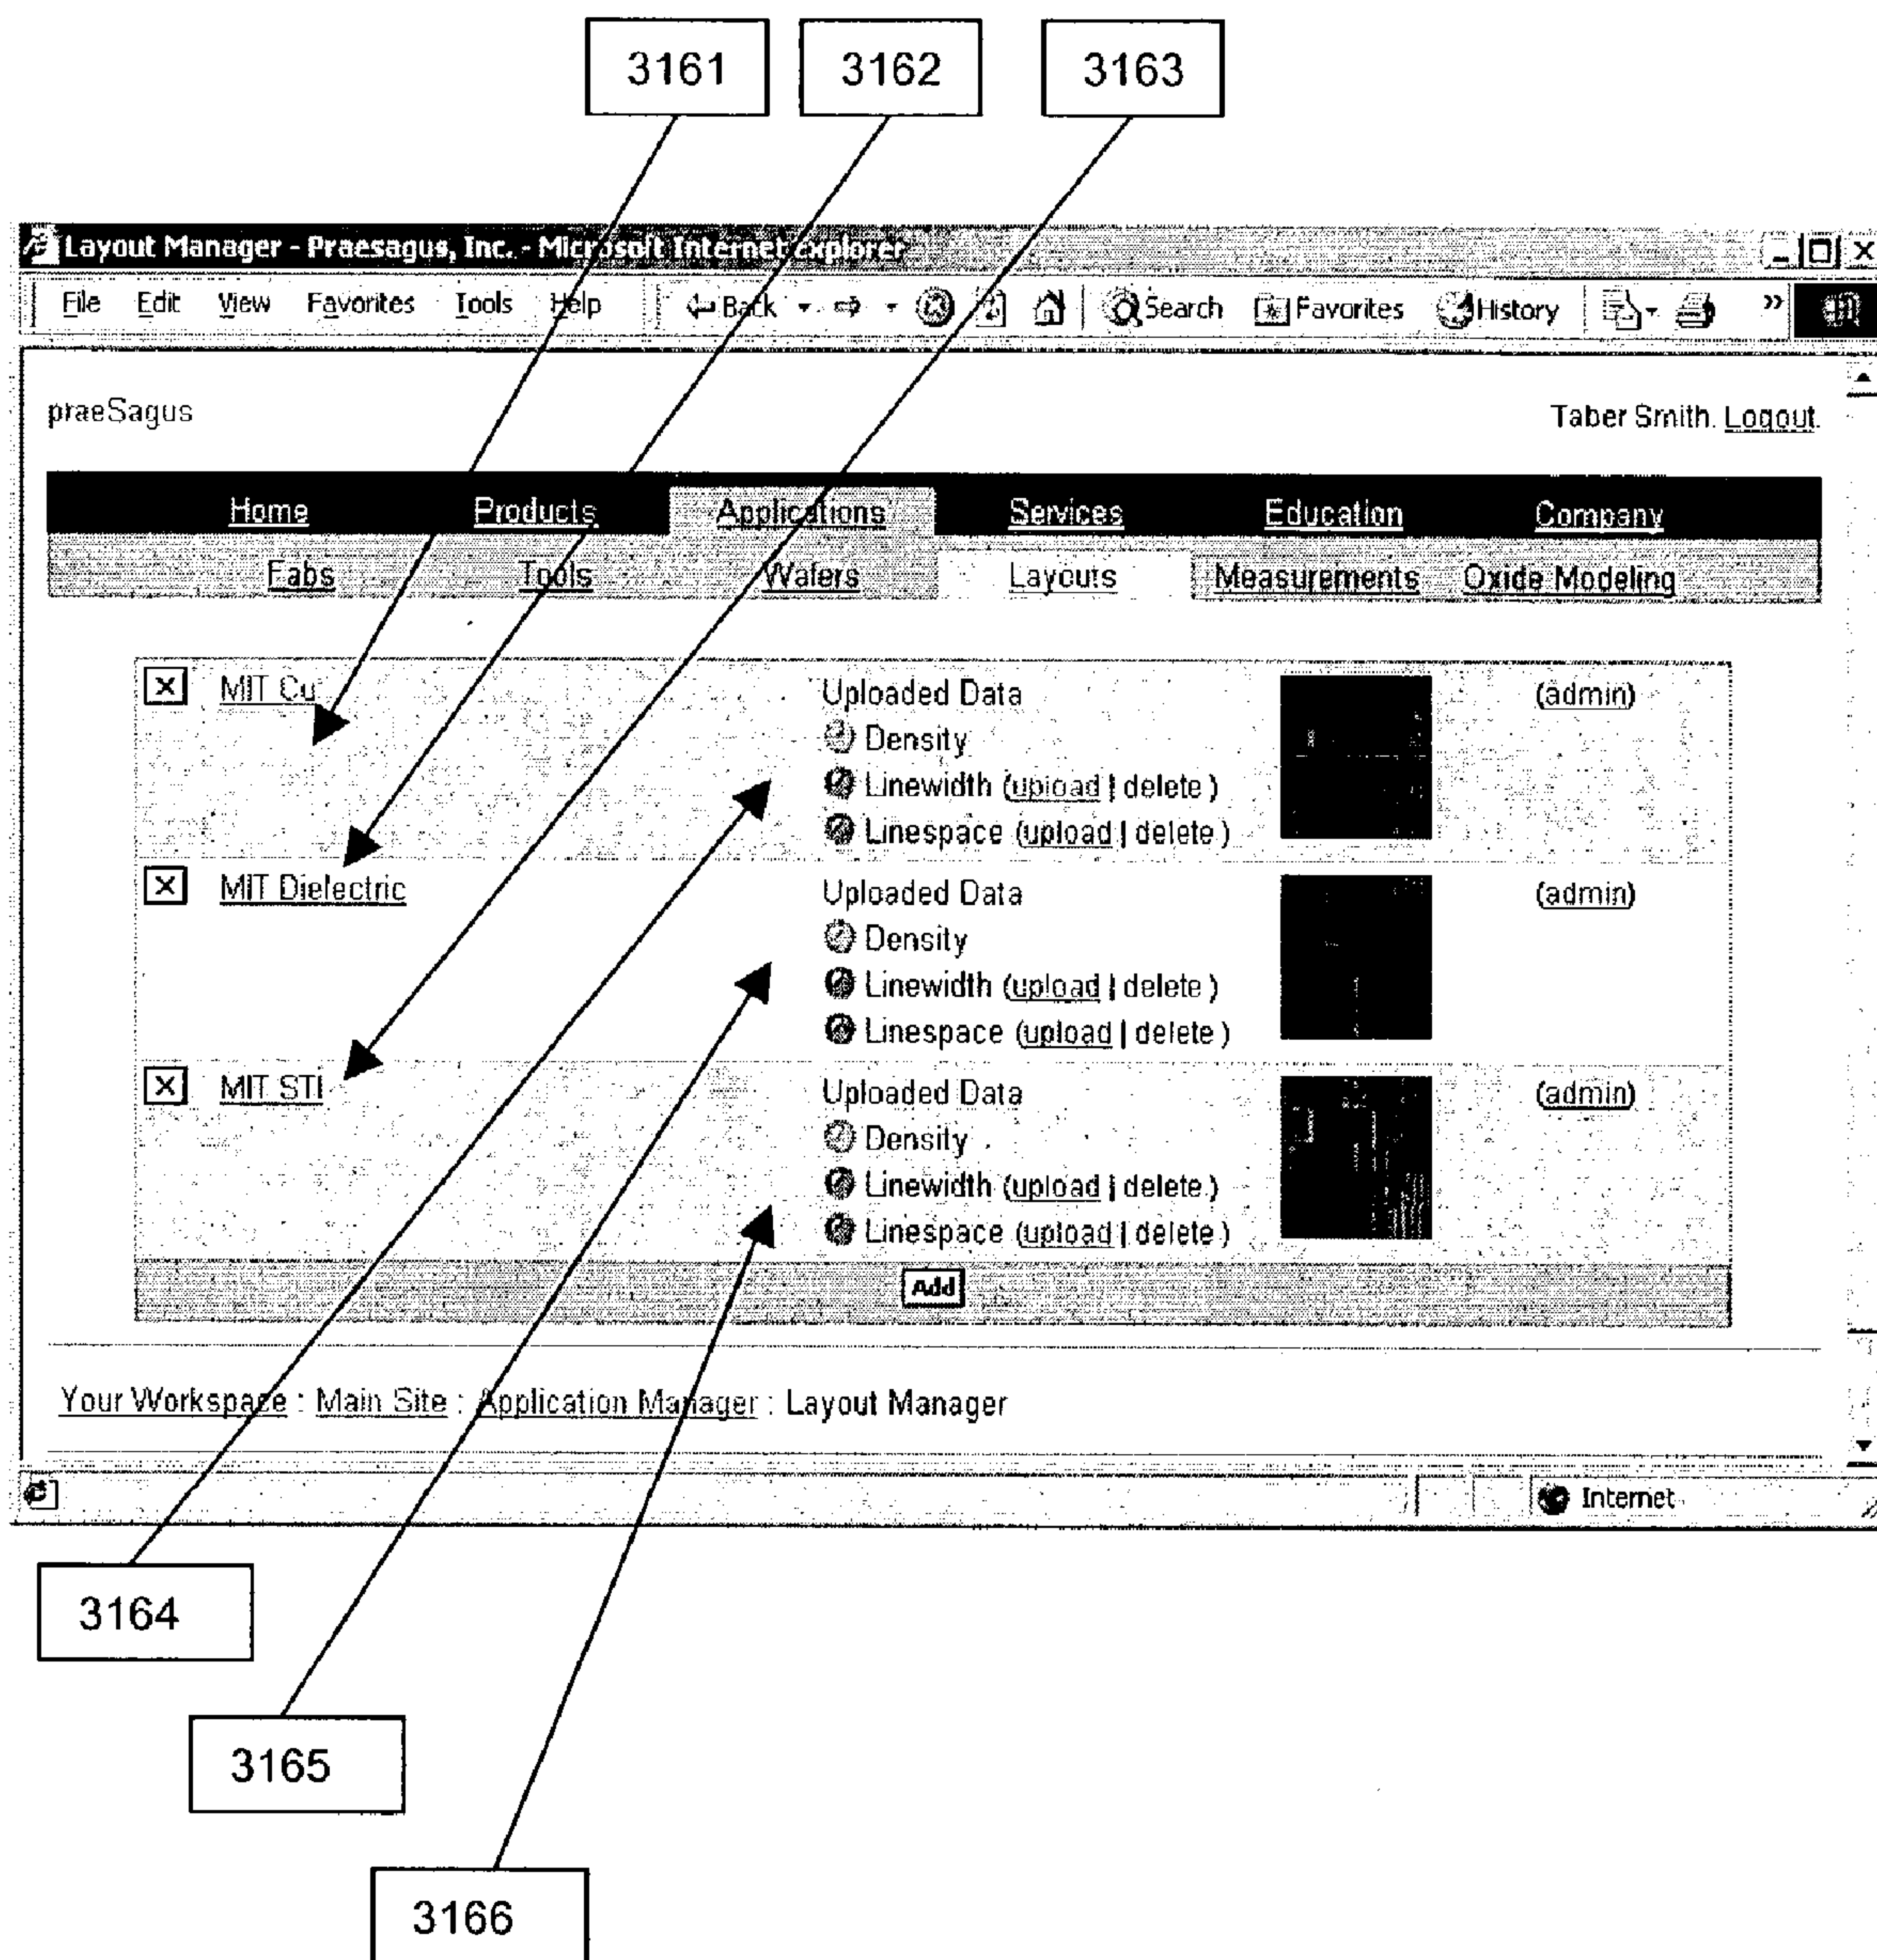 3161 3162 3163
Layout Manager - Praesagus, Inc. - Microsoft Internet Explorer
File Edit View Favorites Tools Help Back Search Favorites History »
praeSagus Taber Smith. Logout.
Home Products Applications Services Education Company
Fabs Tools Wafers Layouts Measurements Oxide Modeling
X MIT Cu Uploaded Data (admin)
Density
Linewidth (upload | delete )
Linespace (upload | delete )
X MIT Dielectric Uploaded Data (admin)
Density
Linewidth (upload | delete )
Linespace (upload | delete )
X MIT STI Uploaded Data (admin)
Density
Linewidth (upload | delete )
Linespace (upload | delete )
Add
Your Workspace : Main Site : Application Manager : Layout Manager
Internet
3164
3165
3166